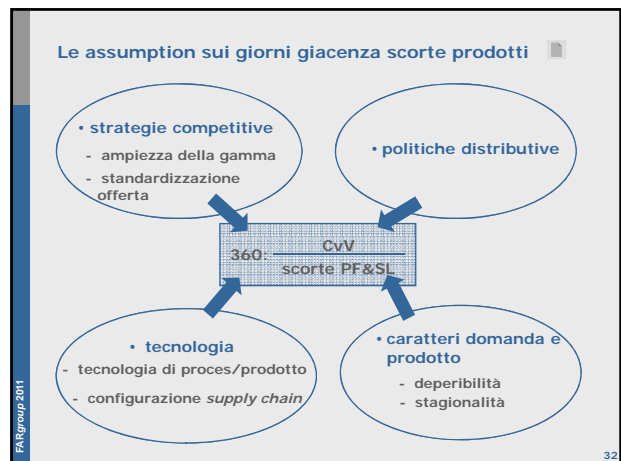 Le assumption sui giorni giacenza scorte prodotti
• strategie competitive
- ampiezza della gamma
- standardizzazione
offerta
• politiche distributive
360:
CvV
scorte PF&SL
• tecnologia
- tecnologia di proces/prodotto
- configurazione supply chain
• caratteri domanda e
prodotto
- deperibilità
- stagionalità
FARgroup 2011
32